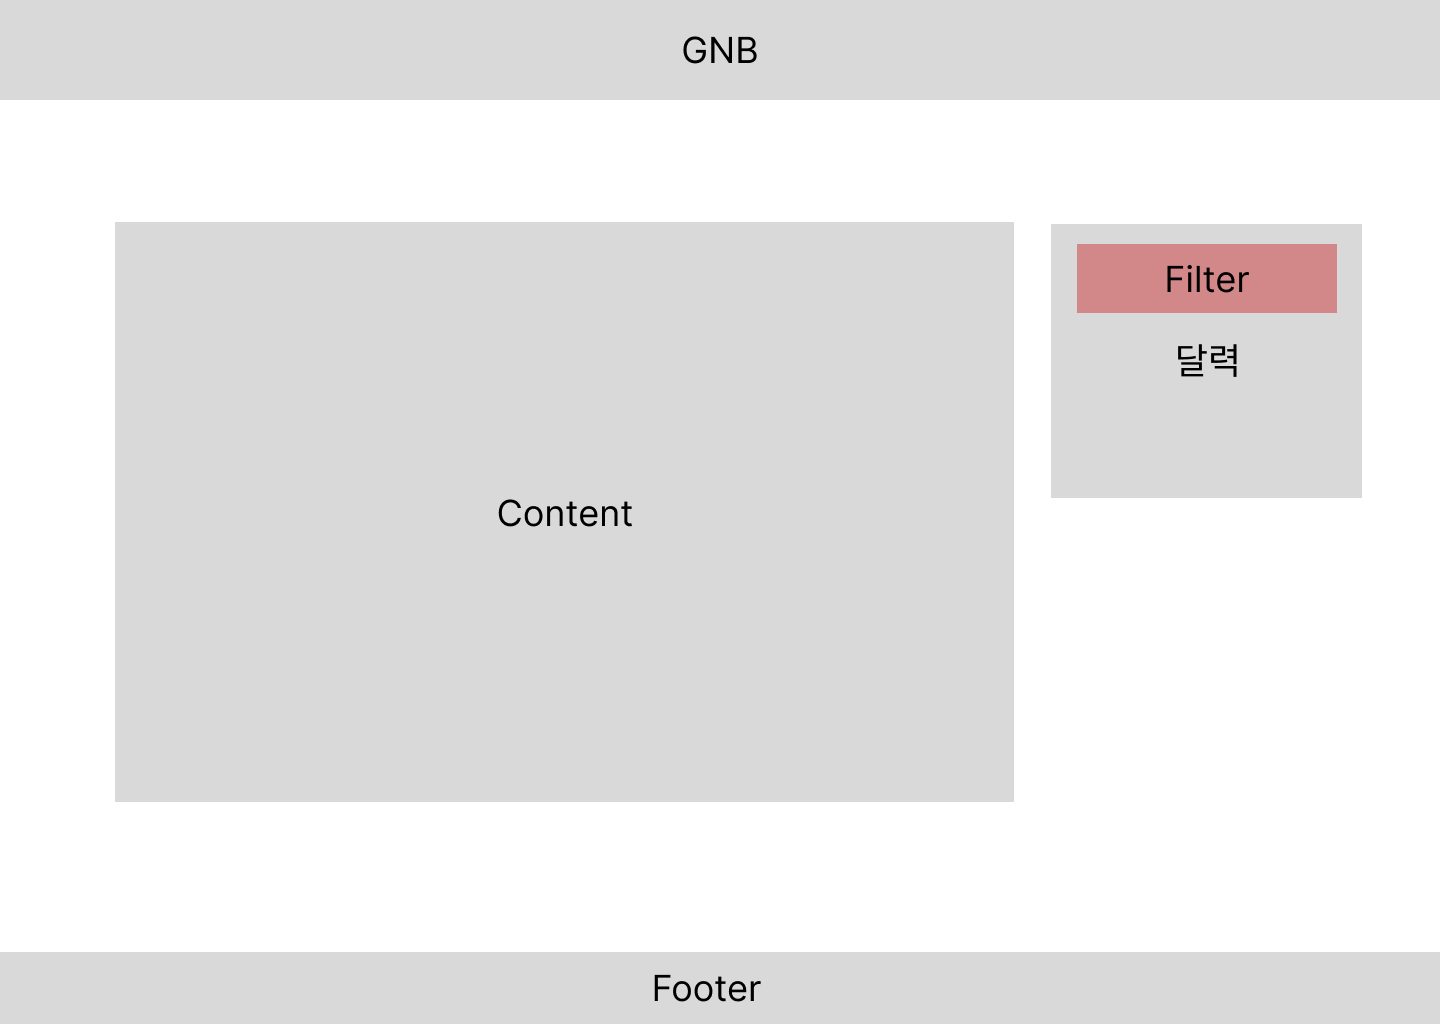 GNB
Content
Filter
달력
Footer